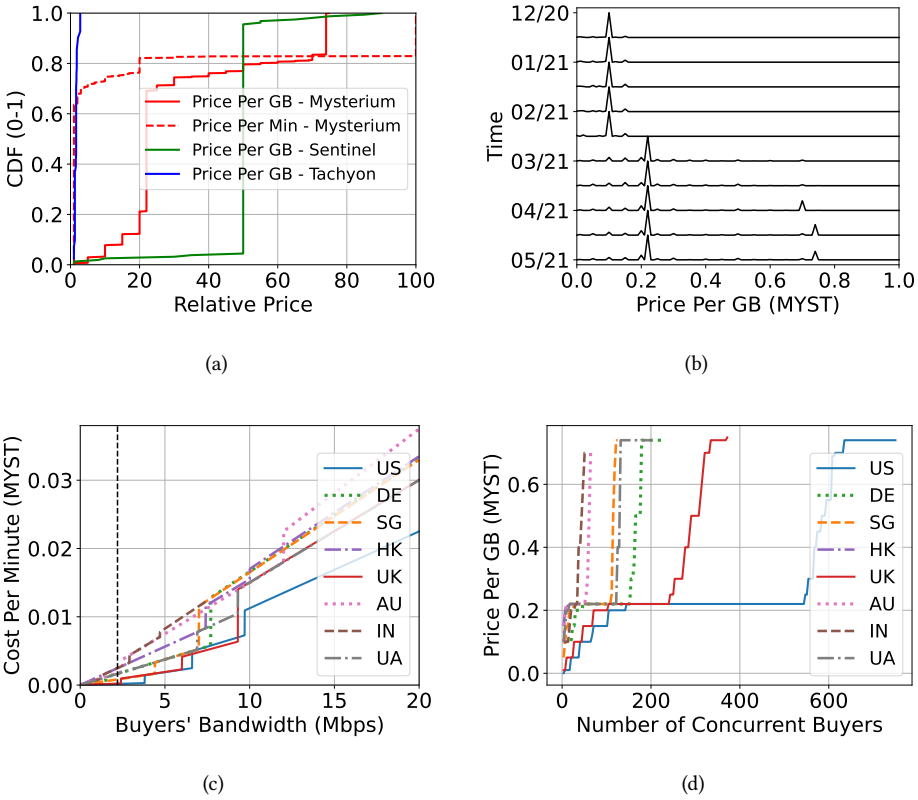 CDF (0-1)
1.0
0.8
0.6
0.4
0.2
0.0
Price Per GB - Mysterium
Price Per Min - Mysterium
Price Per GB - Sentinel
Price Per GB - Tachyon
0 20 40 60 80 100
Relative Price
(a)
Time
12/20
01/21
02/21
03/21
04/21
05/21
0.0 0.2 0.4 0.6 0.8 1.0
Price Per GB (MYST)
(b)
Cost Per Minute (MYST)
0.03
0.02
0.01
0.00
US
DE
SG
HK
UK
AU
IN
UA
0 5 10 15 20
Buyers' Bandwidth (Mbps)
(c)
Price Per GB (MYST)
0.6
0.4
0.2
0.0
US
DE
SG
HK
UK
AU
IN
UA
0 200 400 600
Number of Concurrent Buyers
(d)